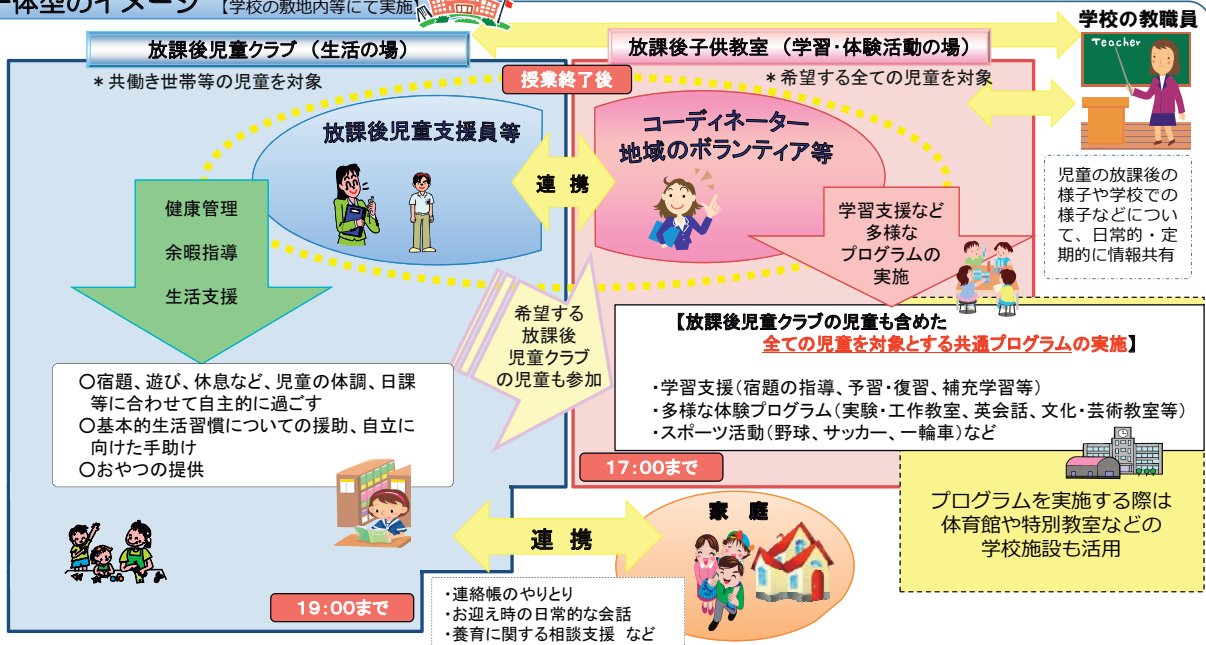 一体型のイメージ 【学校の敷地内等にて実施】
学校の教職員
Teacher
放課後児童クラブ（生活の場）
＊共働き世帯等の児童を対象
放課後子供教室（学習・体験活動の場）
＊希望する全ての児童を対象
授業終了後
放課後児童支援員等
連 携
コーディネーター
地域のボランティア等
児童の放課後の
様子や学校での
様子などについ
て、日常的・定
期的に情報共有
健康管理
余暇指導
生活支援
学習支援など
多様な
プログラムの
実施
希望する
放課後
児童クラブ
の児童も参加
【放課後児童クラブの児童も含めた
全ての児童を対象とする共通プログラムの実施】
・学習支援（宿題の指導、予習・復習、補充学習等）
・多様な体験プログラム（実験・工作教室、英会話、文化・芸術教室等）
・スポーツ活動（野球、サッカー、一輪車）など
○宿題、遊び、休息など、児童の体調、日課
等に合わせて自主的に過ごす
○基本的生活習慣についての援助、自立に
向けた手助け
○おやつの提供
17:00まで
プログラムを実施する際は
体育館や特別教室などの
学校施設も活用
連 携
家 庭
19:00まで
・連絡帳のやりとり
・お迎え時の日常的な会話
・養育に関する相談支援 など